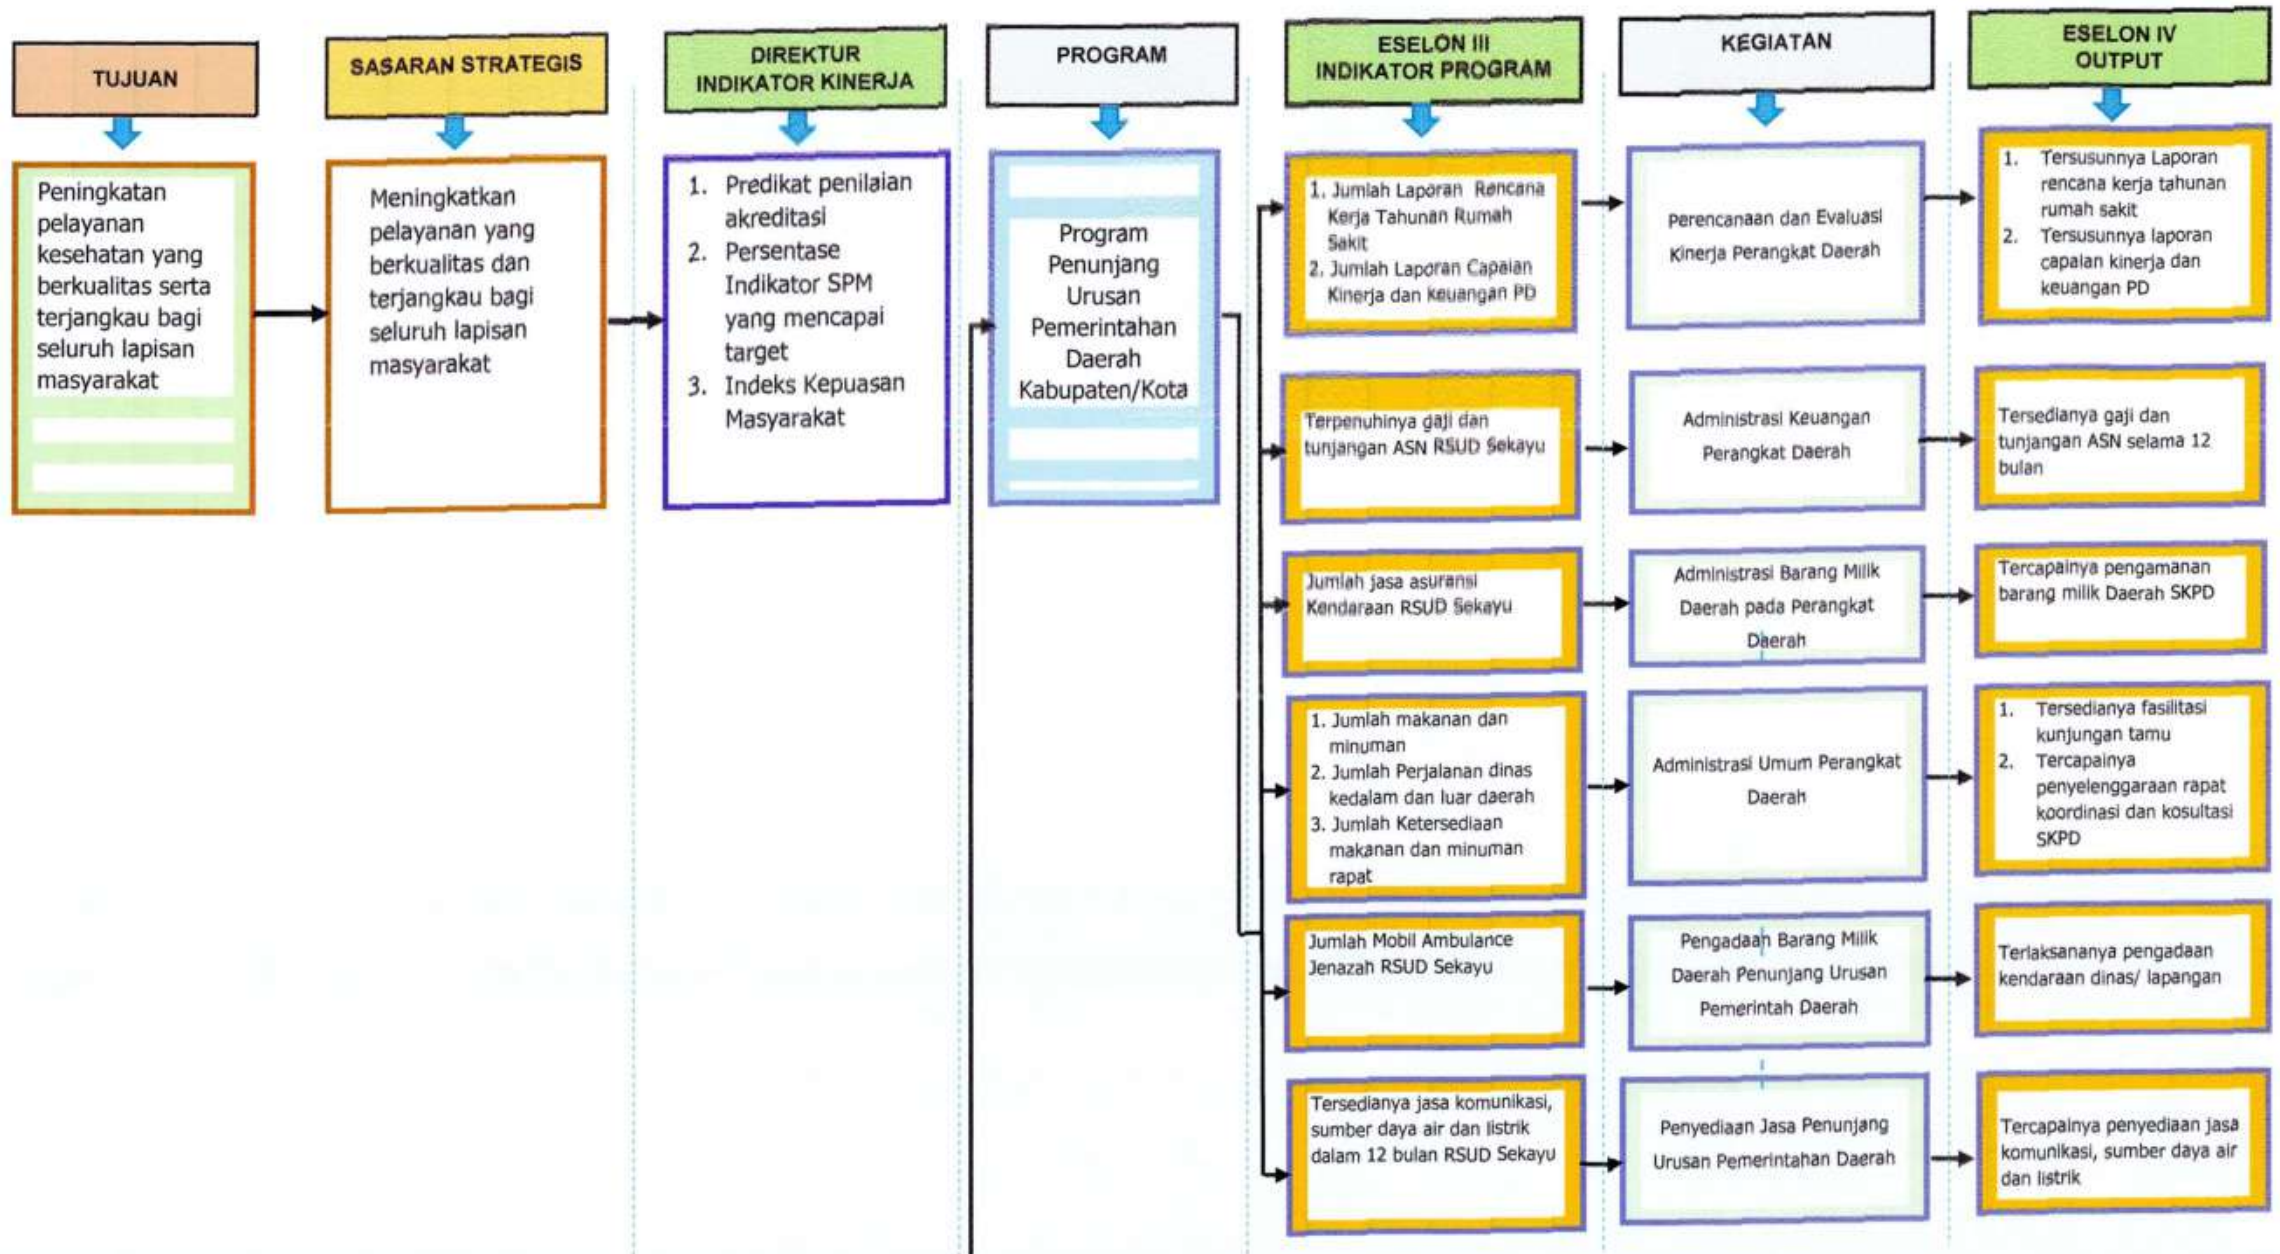 TUJUAN
SASARAN STRATEGIS
DIREKTUR
INDIKATOR KINERJA
PROGRAM
ESELON III
INDIKATOR PROGRAM
KEGIATAN
ESELON IV
OUTPUT
Peningkatan
pelayanan
kesehatan yang
berkualitas serta
terjangkau bagi
seluruh lapisan
masyarakat
Meningkatkan
pelayanan yang
berkualitas dan
terjangkau bagi
seluruh lapisan
masyarakat
1. Predikat penilaian
akreditasi
2. Persentase
Indikator SPM
yang mencapai
target
3. Indeks Kepuasan
Masyarakat
Program
Penunjang
Urusan
Pemerintahan
Daerah
Kabupaten/Kota
1. Jumlah Laporan Rencana
Kerja Tahunan Rumah
Sakit
2. Jumlah Laporan Capaian
Kinerja dan keuangan PD
Perencanaan dan Evaluasi
Kinerja Perangkat Daerah
1. Tersusunnya Laporan
rencana kerja tahunan
rumah sakit
2. Tersusunnya laporan
capaian kinerja dan
keuangan PD
Terpenuhinya gaji dan
tunjangan ASN RSUD Sekayu
Administrasi Keuangan
Perangkat Daerah
Tersedianya gaji dan
tunjangan ASN selama 12
bulan
Jumlah jasa asuransi
Kendaraan RSUD Sekayu
Administrasi Barang Milik
Daerah pada Perangkat
Daerah
Tercapainya pengamanan
barang milik Daerah SKPD
1. Jumlah makanan dan
minuman
2. Jumlah Perjalanan dinas
kedalam dan luar daerah
3. Jumlah Ketersediaan
makanan dan minuman
rapat
Administrasi Umum Perangkat
Daerah
1. Tersedianya fasilitasi
kunjungan tamu
2. Tercapainya
penyelenggaraan rapat
koordinasi dan kosultasi
SKPD
Jumlah Mobil Ambulance
Jenazah RSUD Sekayu
Pengadaan Barang Milik
Daerah Penunjang Urusan
Pemerintah Daerah
Terlaksananya pengadaan
kendaraan dinas/ lapangan
Tersedianya jasa komunikasi,
sumber daya air dan listrik
dalam 12 bulan RSUD Sekayu
Penyediaan Jasa Penunjang
Urusan Pemerintahan Daerah
Tercapainya penyediaan jasa
komunikasi, sumber daya air
dan listrik